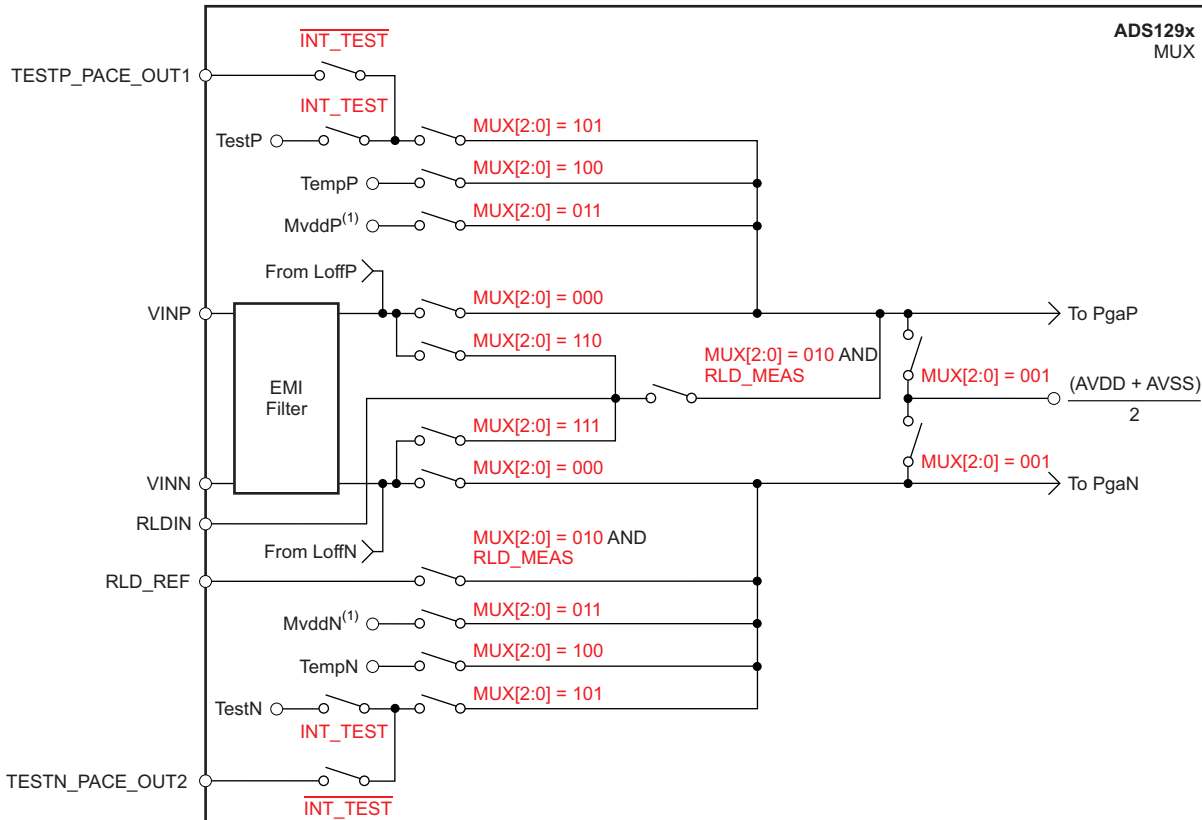 ADS129x
MUX
INT_TEST
TESTP_PACE_OUT1
INT_TEST
TestP
MUX[2:0] = 101
TempP
MUX[2:0] = 100
MvddP(1)
MUX[2:0] = 011
From LoffP
VINP
MUX[2:0] = 000
To PgaP
MUX[2:0] = 110
MUX[2:0] = 010 AND
RLD_MEAS
EMI
Filter
MUX[2:0] = 001
(AVDD + AVSS)
2
MUX[2:0] = 111
MUX[2:0] = 000
MUX[2:0] = 001
VINN
To PgaN
RLDIN
From LoffN
MUX[2:0] = 010 AND
RLD_MEAS
RLD_REF
MvddN(1)
MUX[2:0] = 011
TempN
MUX[2:0] = 100
TestN
MUX[2:0] = 101
INT_TEST
TESTN_PACE_OUT2
INT_TEST